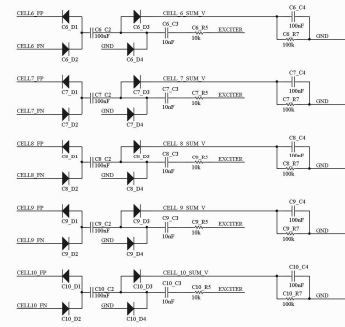 CELL6_FP
C6_D1
C6_D3
CELL_6_SUM_V
C6_C4
C6_C2
100nF
GND
C6_C3
10nF
C6_R5
10k
EXCITER
10nF
C6_R7
100k
GND
CELL6_FN
C6_D2
C6_D4
CELL7_FP
C7_D1
C7_D3
CELL_7_SUM_V
C7_C4
C7_C2
100nF
GND
C7_C3
10nF
C7_R5
10k
EXCITER
10nF
C7_R7
100k
GND
CELL7_FN
C7_D2
C7_D4
CELL8_FP
C8_D1
C8_D3
CELL_8_SUM_V
C8_C4
C8_C2
100nF
GND
C8_C3
10nF
C8_R5
10k
EXCITER
100nF
C8_R7
100k
GND
CELL8_FN
C8_D2
C8_D4
CELL9_FP
C9_D1
C9_D3
CELL_9_SUM_V
C9_C4
C9_C2
100nF
GND
C9_C3
10nF
C9_R5
10k
EXCITER
100nF
C9_R7
100k
GND
CELL9_FN
C9_D2
C9_D4
CELL10_FP
C10_D1
C10_D3
CELL_10_SUM_V
C10_C4
C10_C2
100nF
GND
C10_C3
10nF
C10_R5
10k
EXCITER
100nF
C10_R7
100k
GND
CELL10_FN
C10_D2
C10_D4